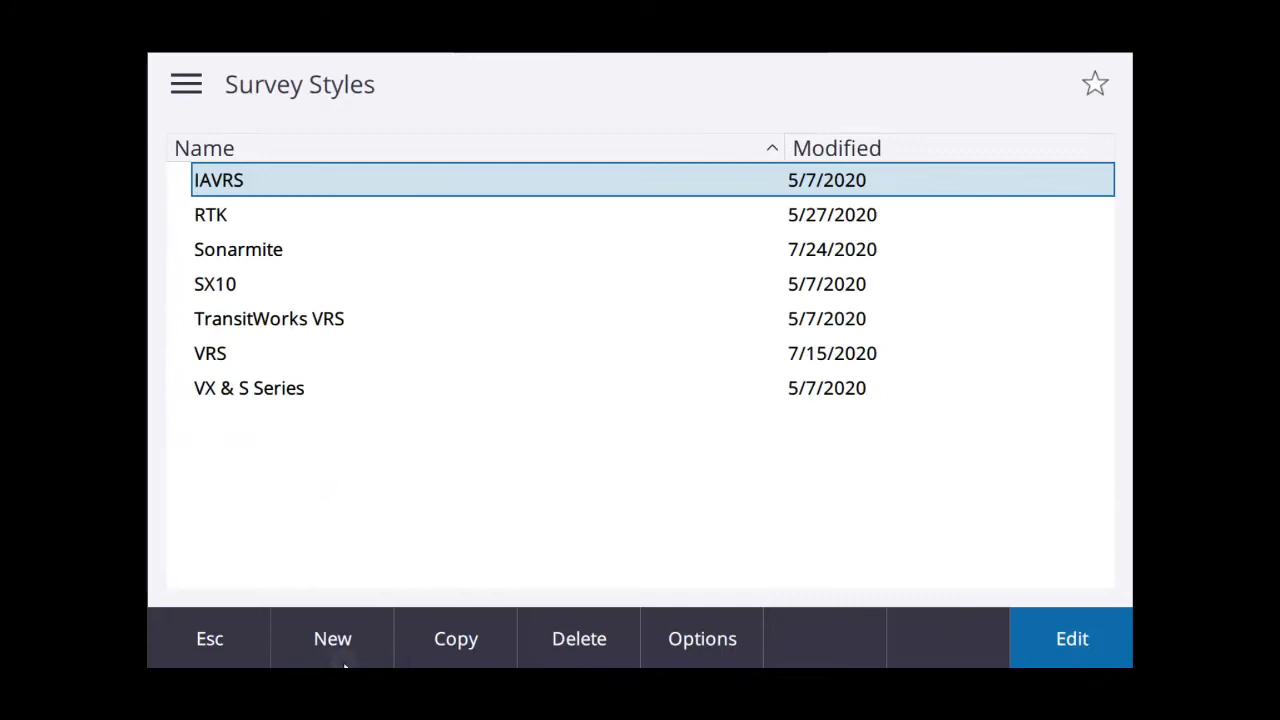 Survey Styles
Name Modified
IAVRS 5/7/2020
RTK 5/27/2020
Sonarmite 7/24/2020
SX10 5/7/2020
TransitWorks VRS 5/7/2020
VRS 7/15/2020
VX & S Series 5/7/2020
Esc New Copy Delete Options Edit